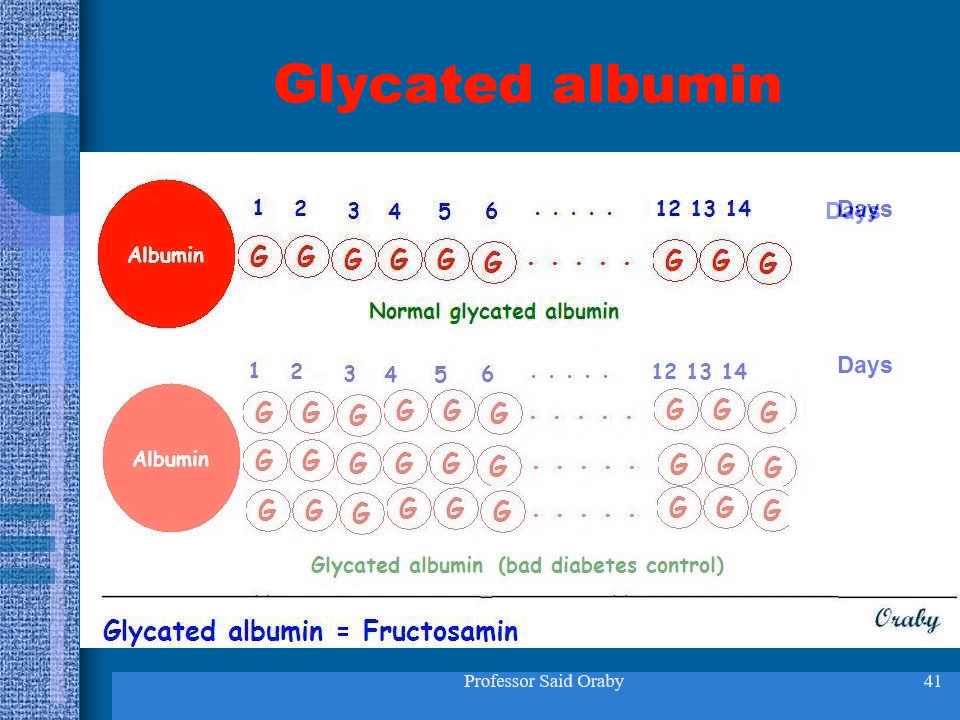 Glycated albumin
1 2 3 4 5 6 . . . . . 12 13 14 Days
Albumin G G G G G G . . . . . G G G
Normal glycated albumin
1 2 3 4 5 6 . . . . . 12 13 14 Days
G G G G G G . . . . . G G G
Albumin G G G G G G . . . . . G G G
G G G G G G . . . . . G G G
Glycated albumin (bad diabetes control)
Glycated albumin = Fructosamin
Oraby
Professor Said Oraby 41